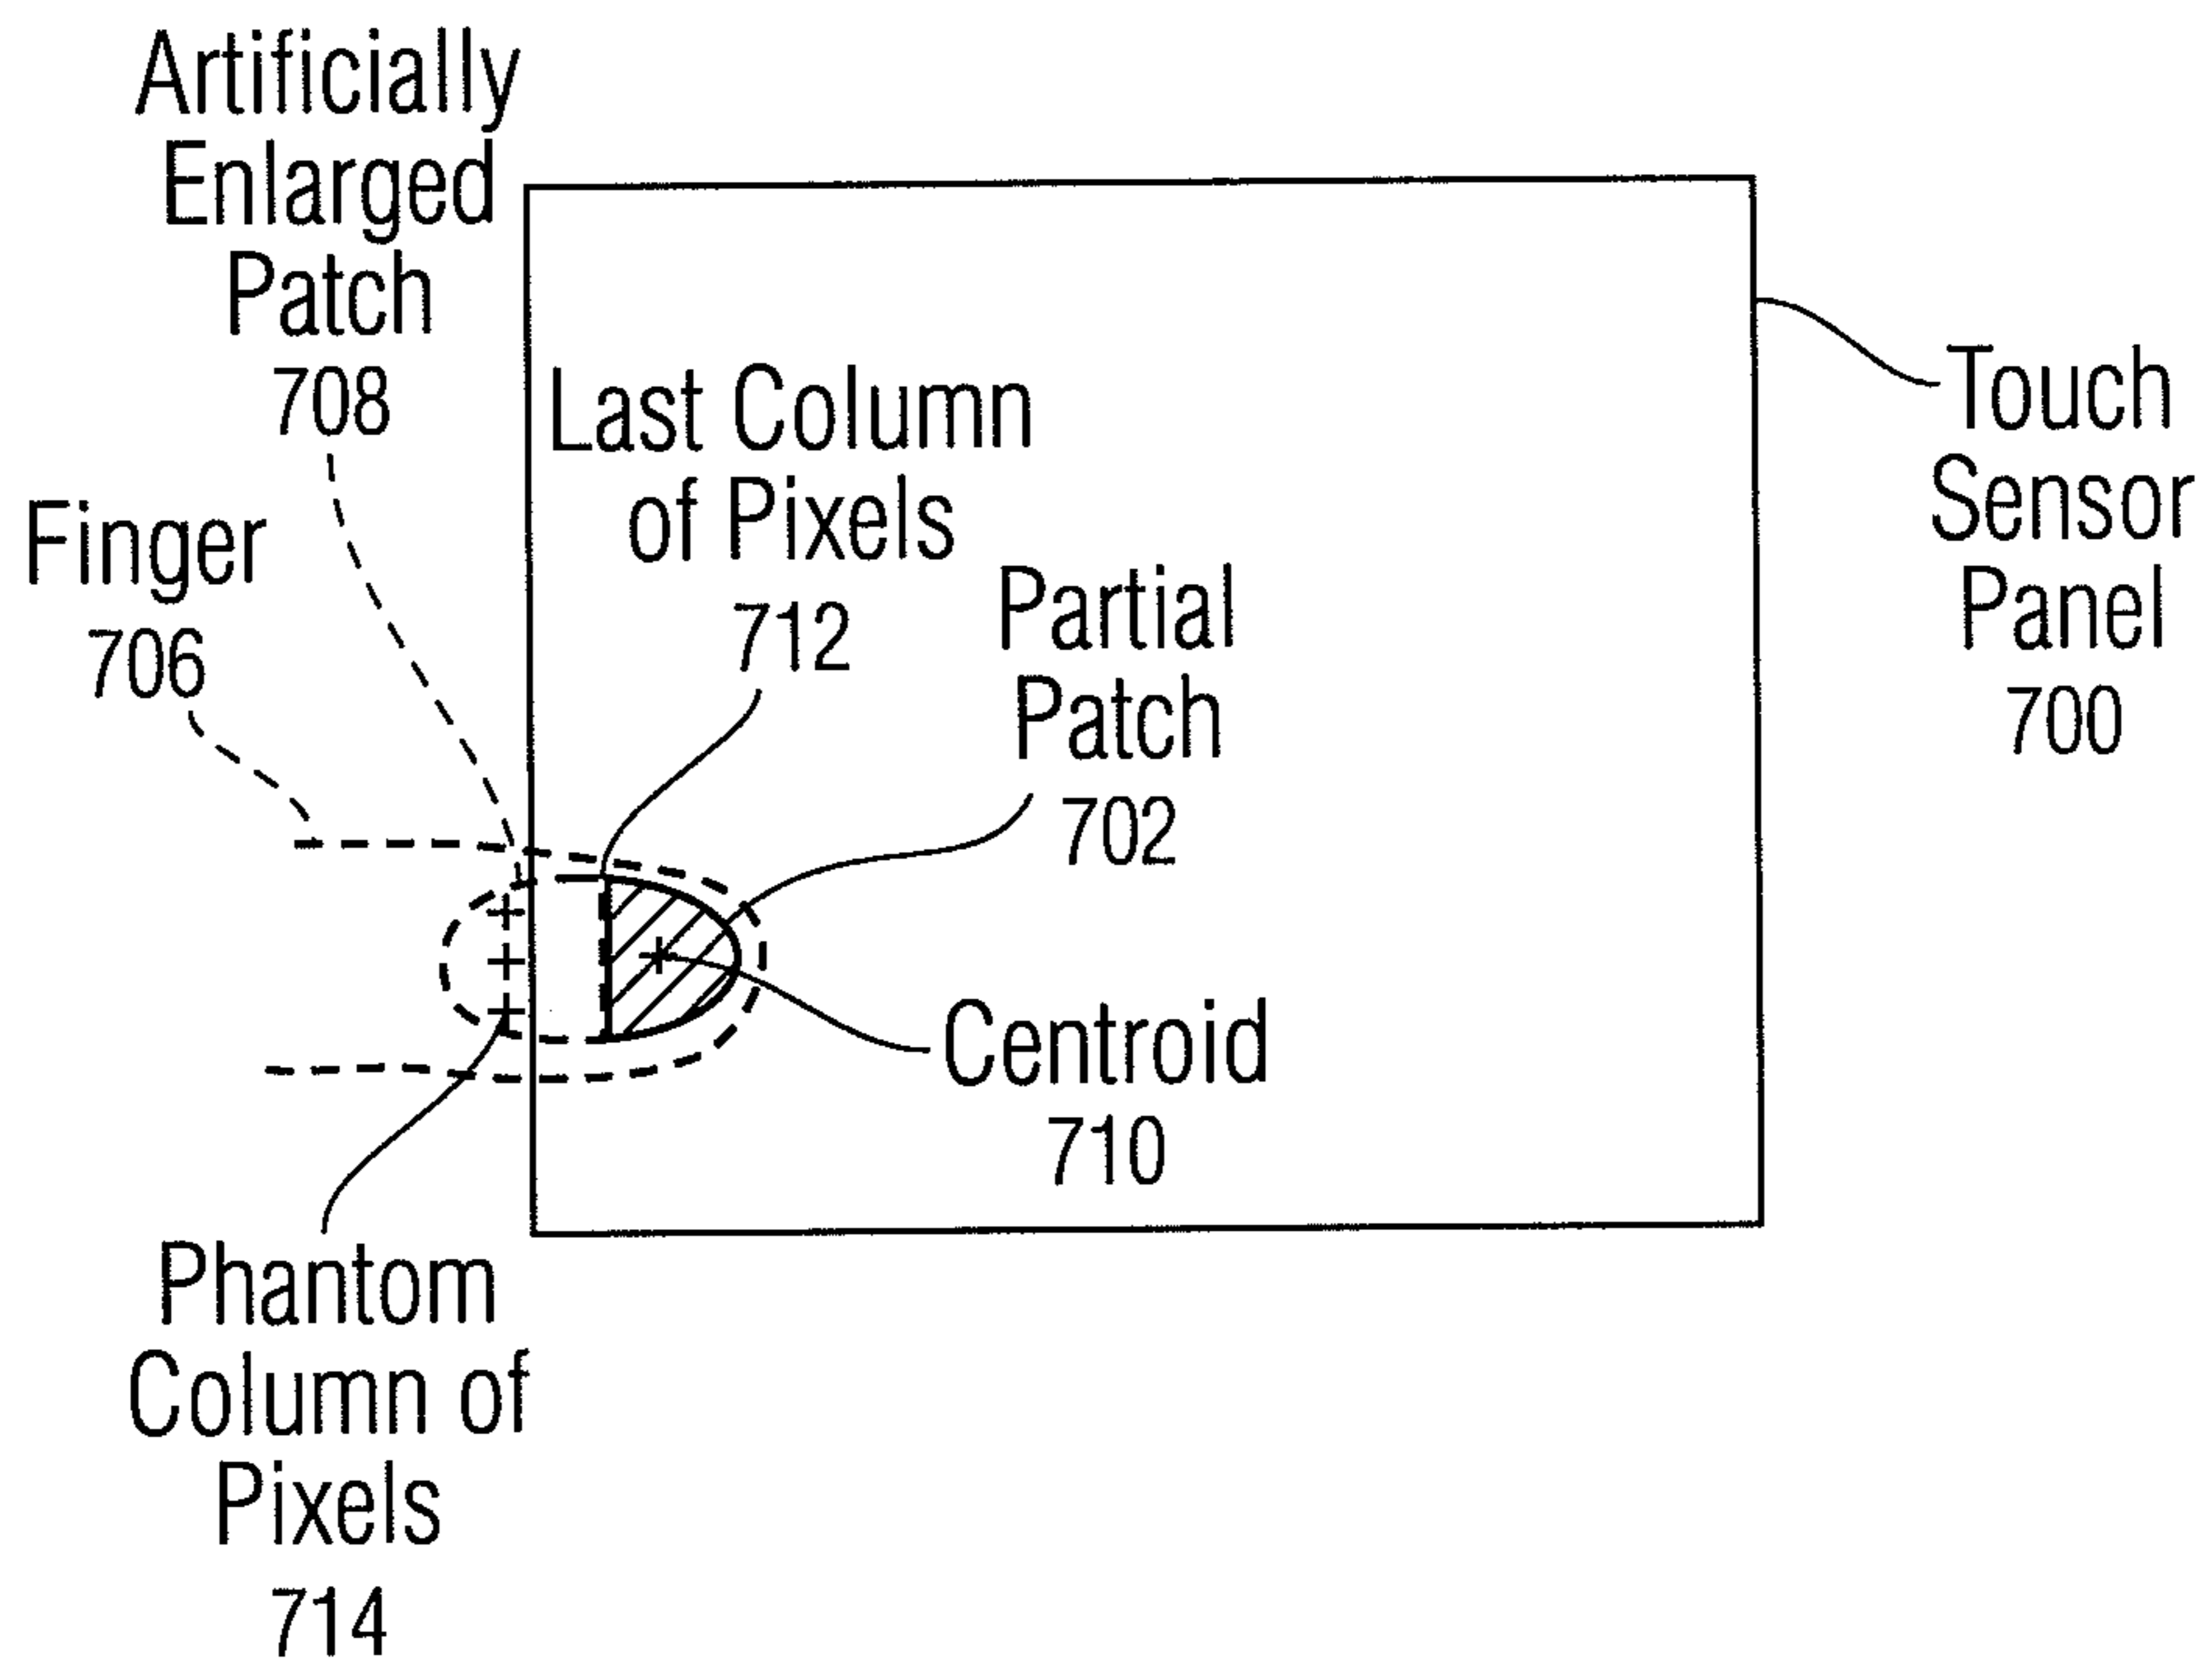 Artificially
Enlarged
Patch
708
Finger
706
Last Column
of Pixels
712
Partial
Patch
702
Touch
Sensor
Panel
700
Centroid
710
Phantom
Column of
Pixels
714